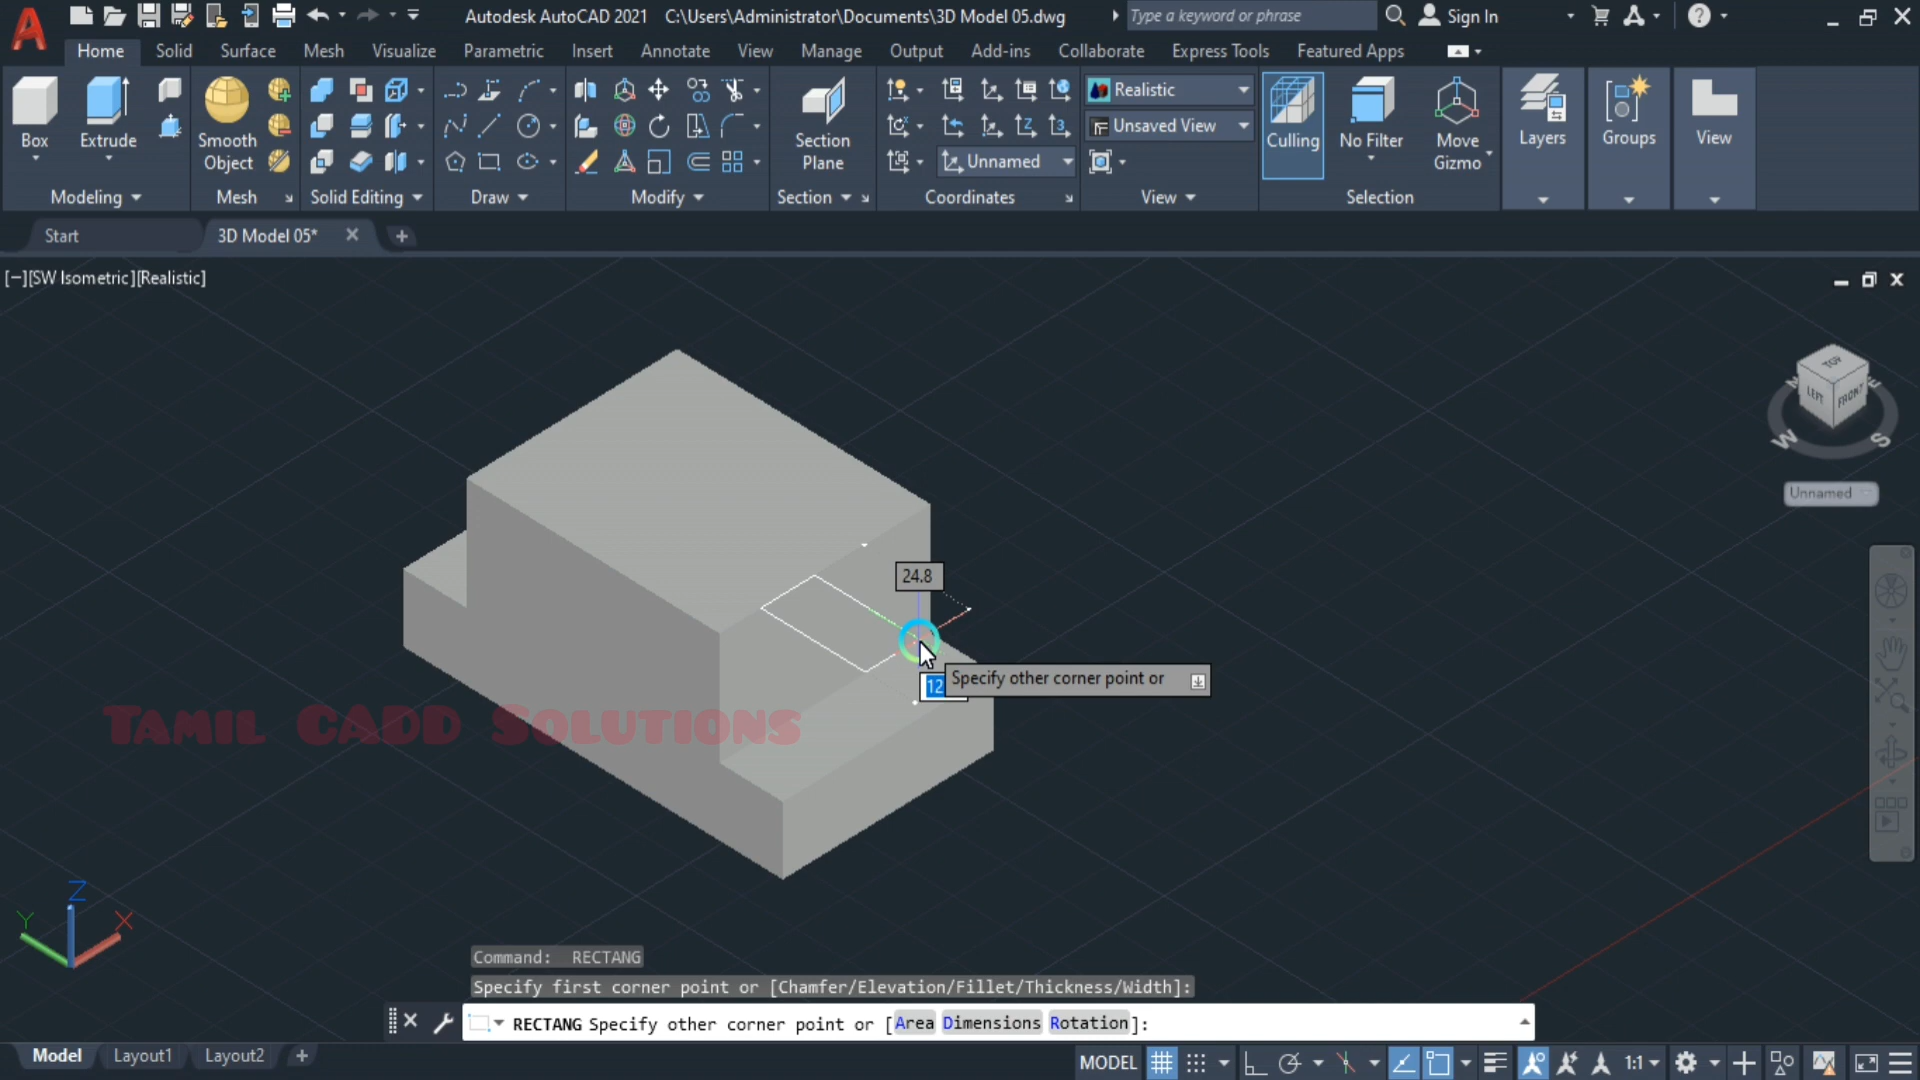 Autodesk AutoCAD 2021 C:\Users\Administrator\Documents\3D Model 05.dwg Type a keyword or phrase Sign In
Home Solid Surface Mesh Visualize Parametric Insert Annotate View Manage Output Add-ins Collaborate Express Tools Featured Apps
Realistic
Unsaved View
Box Extrude Smooth Object Section Plane Culling No Filter Move Gizmo Layers Groups View
Unnamed
Modeling Mesh Solid Editing Draw Modify Section Coordinates View Selection
Start 3D Model 05*
[−][SW Isometric][Realistic]
TOP
LEFT FRONT
N E
W S
Unnamed
24.8
Specify other corner point or
12
Tamil CADD Solutions
Z
Y X
Command: RECTANG
Specify first corner point or [Chamfer/Elevation/Fillet/Thickness/Width]:
RECTANG Specify other corner point or [Area Dimensions Rotation]:
Model Layout1 Layout2 MODEL 1:1